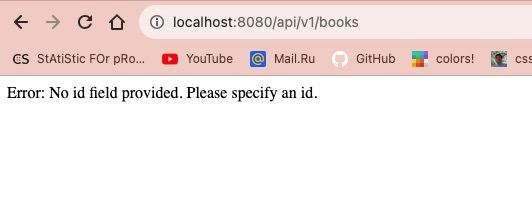 localhost:8080/api/v1/books
StAtiStic FOr pRo... YouTube Mail.Ru GitHub colors! css
Error: No id field provided. Please specify an id.